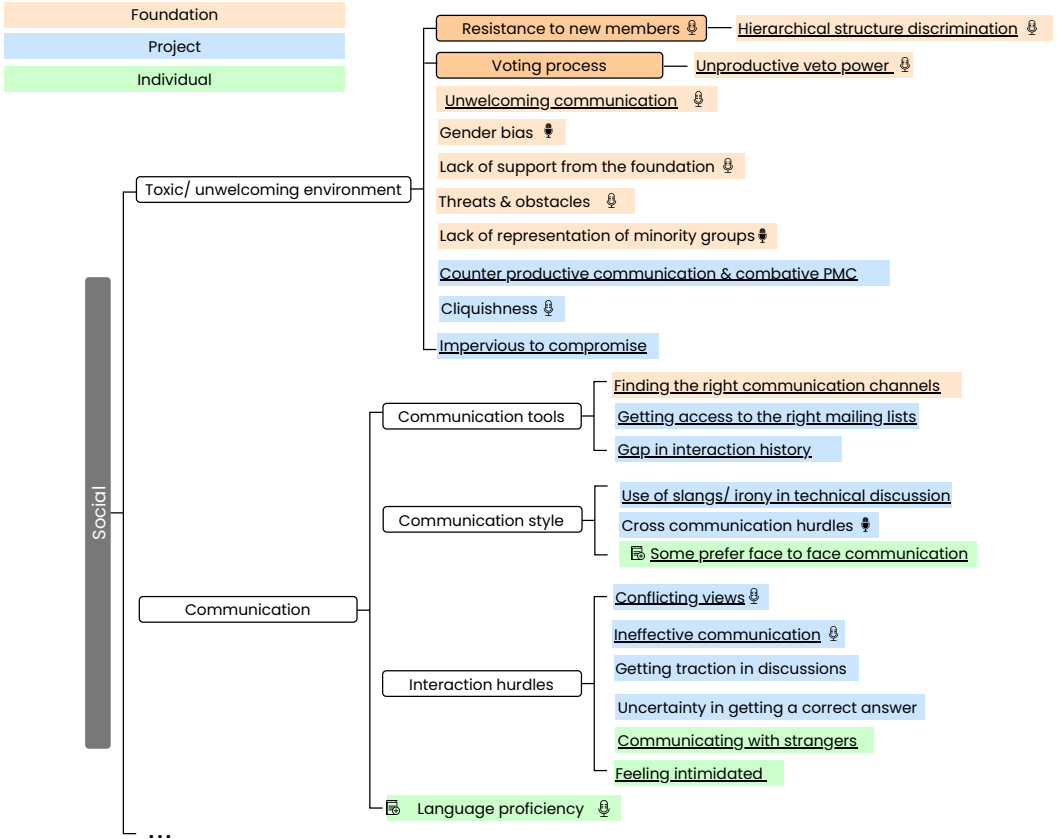 Foundation
Project
Individual
Social
Toxic/ unwelcoming environment
Resistance to new members
Hierarchical structure discrimination
Voting process
Unproductive veto power
Unwelcoming communication
Gender bias
Lack of support from the foundation
Threats & obstacles
Lack of representation of minority groups
Counter productive communication & combative PMC
Cliquishness
Impervious to compromise
Communication
Communication tools
Finding the right communication channels
Getting access to the right mailing lists
Gap in interaction history
Communication style
Use of slangs/ irony in technical discussion
Cross communication hurdles
Some prefer face to face communication
Interaction hurdles
Conflicting views
Ineffective communication
Getting traction in discussions
Uncertainty in getting a correct answer
Communicating with strangers
Feeling intimidated
Language proficiency
...